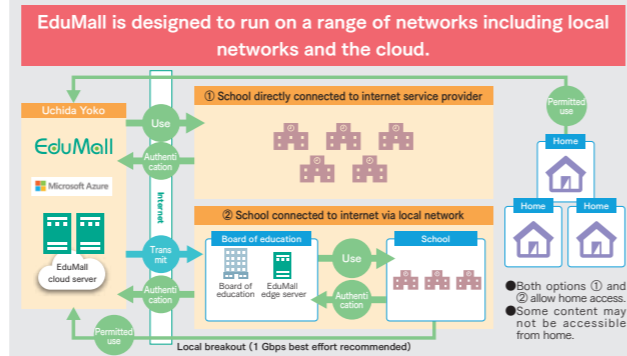 EduMall is designed to run on a range of networks including local
networks and the cloud.
Uchida Yoko
EduMall
Microsoft Azure
EduMall
cloud server
Internet
Use
Authenti
cation
① School directly connected to internet service provider
Permitted
use
Home
Home
Home
② School connected to internet via local network
Trans
mit
Authenti
cation
Board of education
Board of
education
EduMall
edge server
Use
Authenti
cation
School
Permitted
use
Local breakout (1 Gbps best effort recommended)
●Both options ① and
② allow home access.
●Some content may
not be accessible
from home.